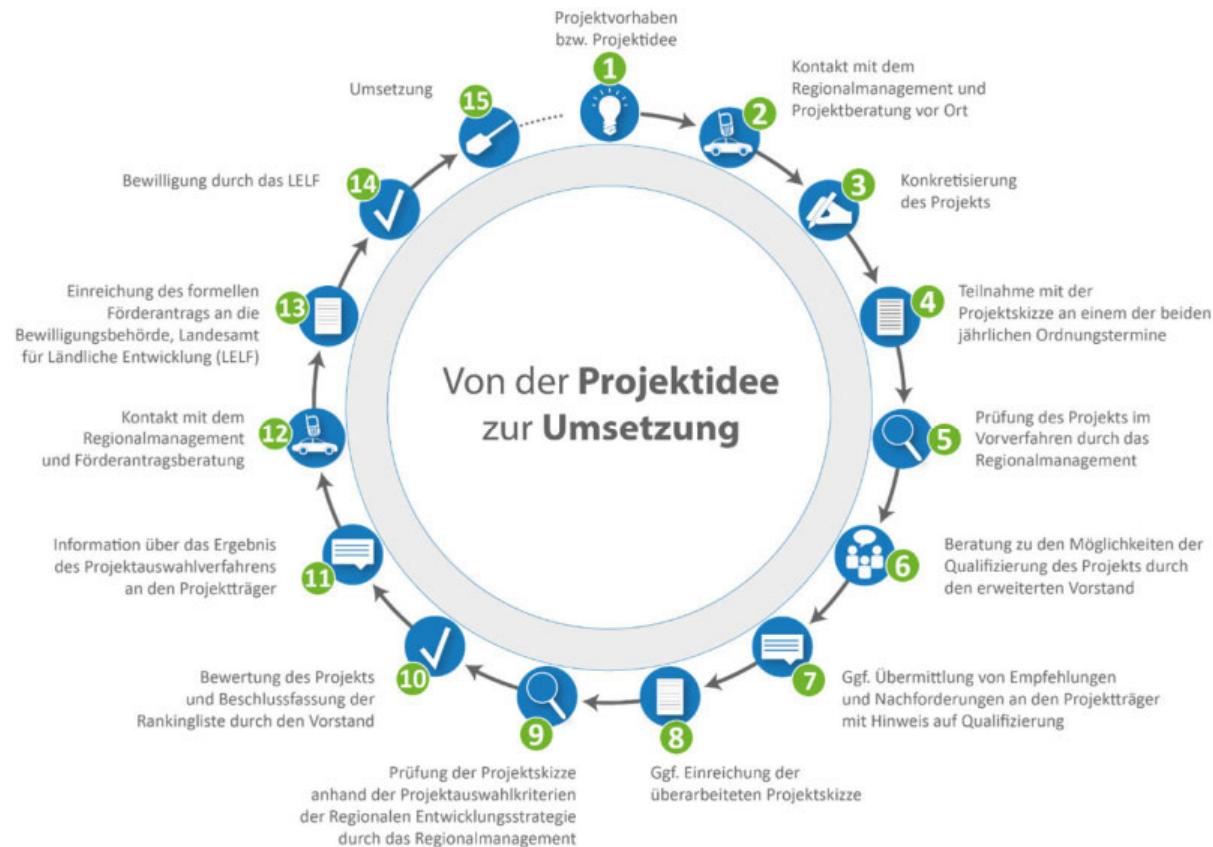 Projektvorhaben
bzw. Projektidee
1
Kontakt mit dem
Regionalmanagement und
Projektberatung vor Ort
2
Konkretisierung
des Projekts
3
Teilnahme mit der
Projektskizze an einem der beiden
jährlichen Ordnungstermine
4
Prüfung des Projekts im
Vorverfahren durch das
Regionalmanagement
5
Beratung zu den Möglichkeiten der
Qualifizierung des Projekts durch
den erweiterten Vorstand
6
Ggf. Übermittlung von Empfehlungen
und Nachforderungen an den Projektträger
mit Hinweis auf Qualifizierung
7
Ggf. Einreichung der
überarbeiteten Projektskizze
8
Prüfung der Projektskizze
anhand der Projektauswahlkriterien
der Regionalen Entwicklungsstrategie
durch das Regionalmanagement
9
Bewertung des Projekts
und Beschlussfassung der
Rankingliste durch den Vorstand
10
Information über das Ergebnis
des Projektauswahlverfahrens
an den Projektträger
11
Kontakt mit dem
Regionalmanagement
und Förderantragsberatung
12
Einreichung des formellen
Förderantrags an die
Bewilligungsbehörde, Landesamt
für Ländliche Entwicklung (LELF)
13
Bewilligung durch das LELF
14
Umsetzung
15
Von der Projektidee
zur Umsetzung